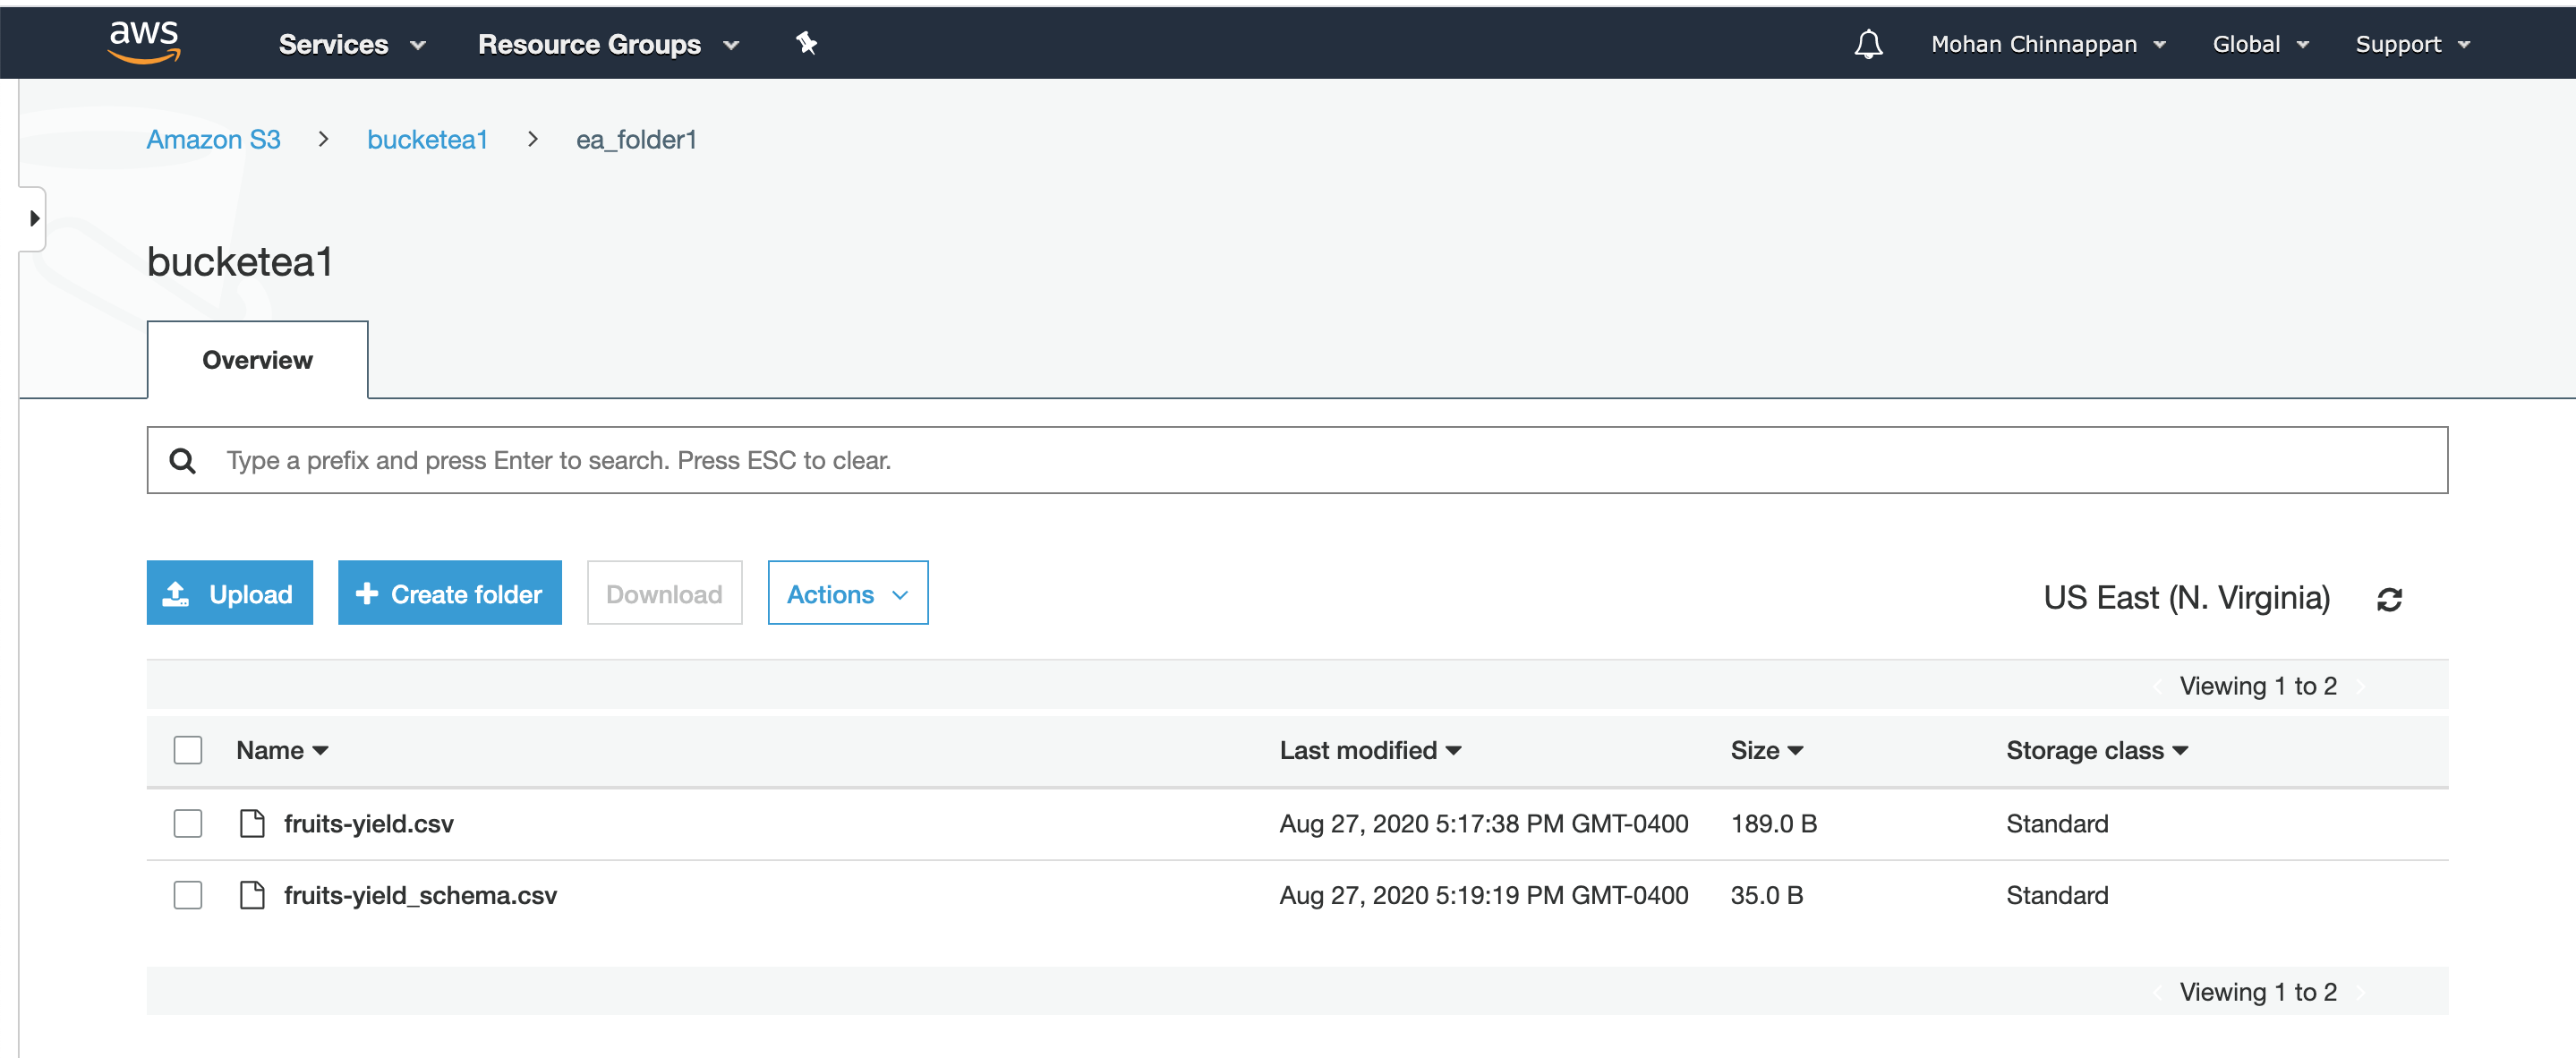 aws Services Resource Groups Mohan Chinnappan Global Support
Amazon S3 > bucketea1 > ea_folder1
bucketea1
Overview
Type a prefix and press Enter to search. Press ESC to clear.
Upload + Create folder Download Actions US East (N. Virginia)
Viewing 1 to 2
Name Last modified Size Storage class
fruits-yield.csv Aug 27, 2020 5:17:38 PM GMT-0400 189.0 B Standard
fruits-yield_schema.csv Aug 27, 2020 5:19:19 PM GMT-0400 35.0 B Standard
Viewing 1 to 2